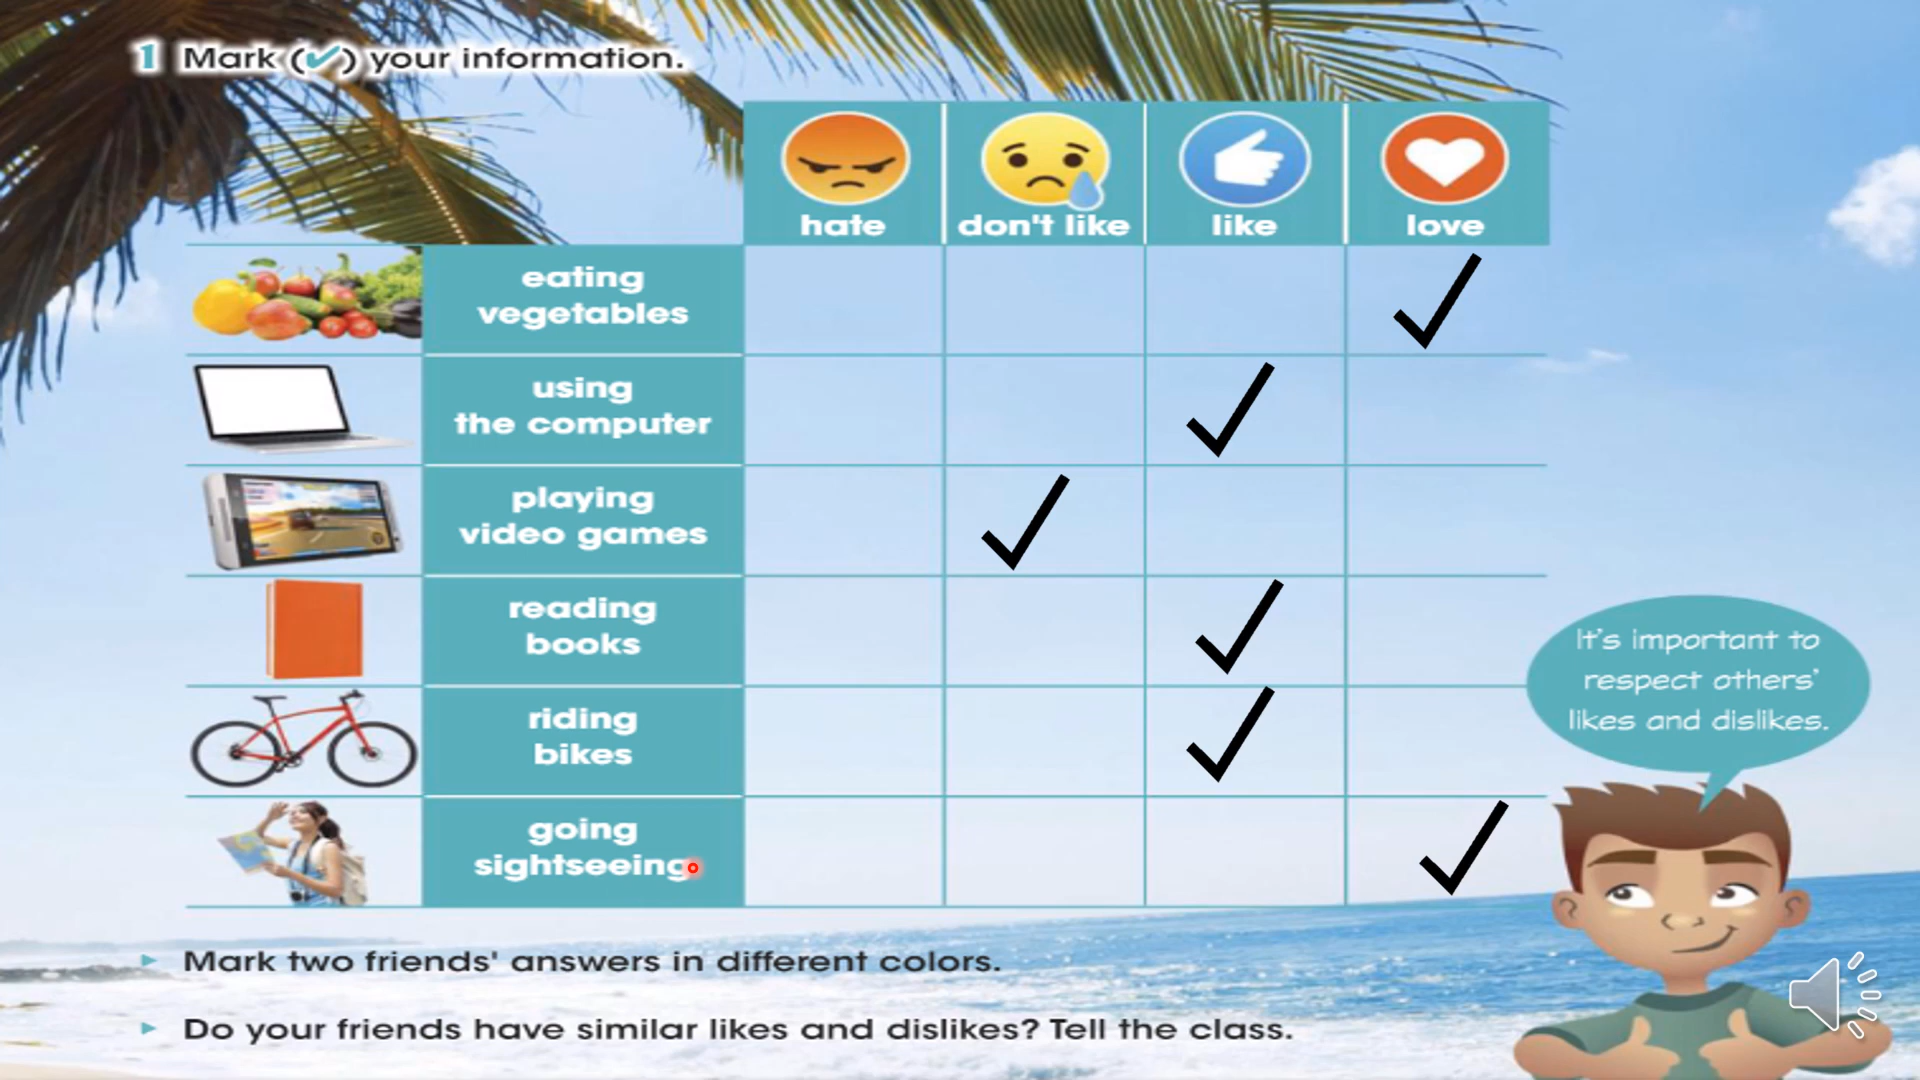 1 Mark (✔) your information.
hate don't like like love
eating
vegetables
using
the computer
playing
video games
reading
books
riding
bikes
going
sightseeing
It's important to
respect others'
likes and dislikes.
Mark two friends' answers in different colors.
Do your friends have similar likes and dislikes? Tell the class.